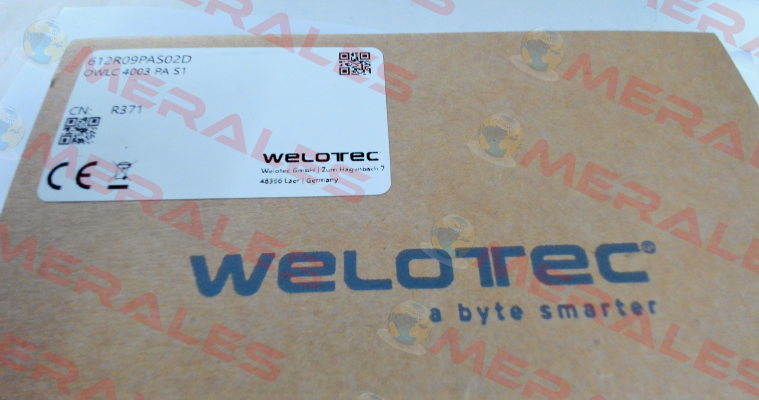 612R09PAS02D
OWLC 4003 PA S1
CN: R371
WELOTEC
Welotec GmbH | Zum Hagenbach 7
48366 Laer | Germany
CE
WELOTEC®
a byte smarter
MERALES
MERALES
MERALES
MERALES
MERALES